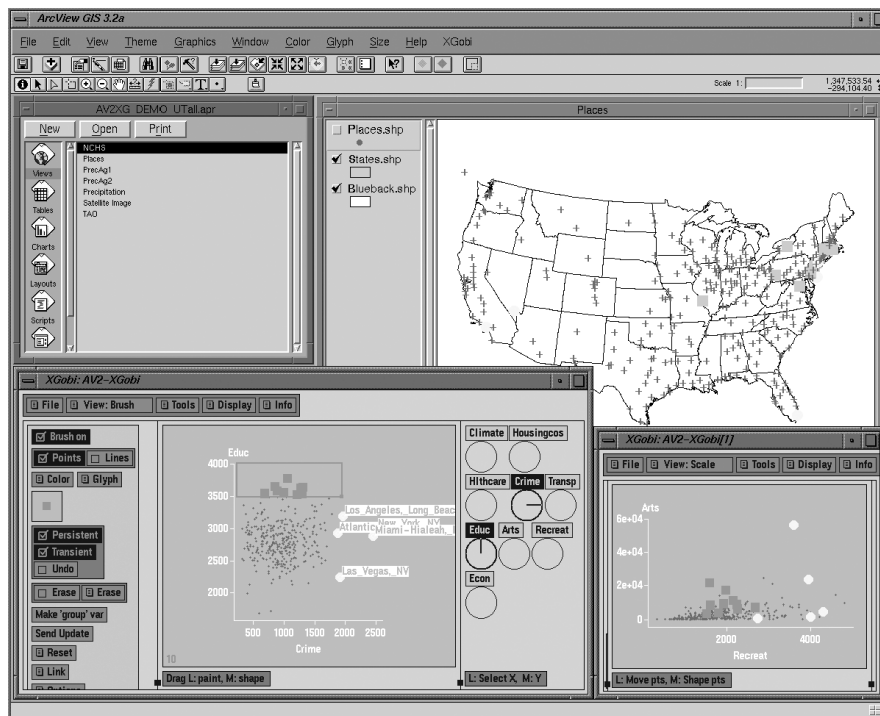 ArcView GIS 3.2a
File Edit View Theme Graphics Window Color Glyph Size Help XGobi
Scale 1:
1,347,533.54
-294,104.40
AV2XG DEMO UTall.apr
New Open Print
Views
Tables
Charts
Layouts
Scripts
NCHS
Places
PrecAg1
PrecAg2
Precipitation
Satellite Image
TAO
Places
Places.shp
States.shp
Blueback.shp
XGobi: AV2-XGobi
File View: Brush Tools Display Info
Brush on
Points Lines
Color Glyph
Persistent
Transient
Undo
Erase Erase
Make 'group' var
Send Update
Reset
Link
Options
Educ
4000
3500
3000
2500
2000
Los_Angeles,_Long_Beac
New_York,_NY
Atlantic
Miami-Hialeah,_
Las_Vegas,_NV
500 1000 1500 2000 2500
Crime
10
Drag L: paint, M: shape
Climate Housingcos
Hlthcare Crime Transp
Educ Arts Recreat
Econ
L: Select X, M: Y
XGobi: AV2-XGobi[1]
File View: Scale Tools Display Info
Arts
6e+04
2e+04
0
2000 4000
Recreat
L: Move pts, M: Shape pts